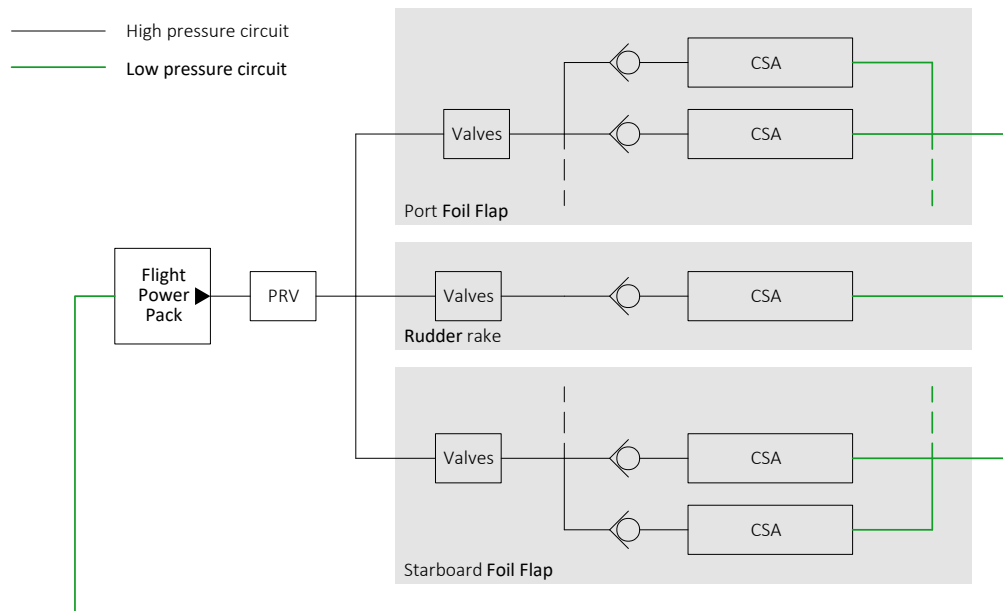 High pressure circuit
Low pressure circuit
CSA
Valves
CSA
Port Foil Flap
Flight
Power
Pack
PRV
Valves
CSA
Rudder rake
Valves
CSA
CSA
Starboard Foil Flap